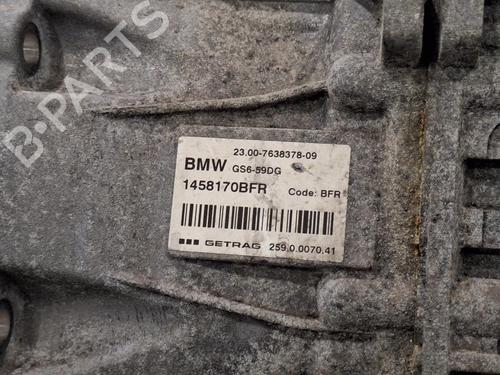 B-PARTS
23.00-7638378-09
BMW GS6-59DG
1458170BFR Code: BFR
GETRAG 259.0.0070.41